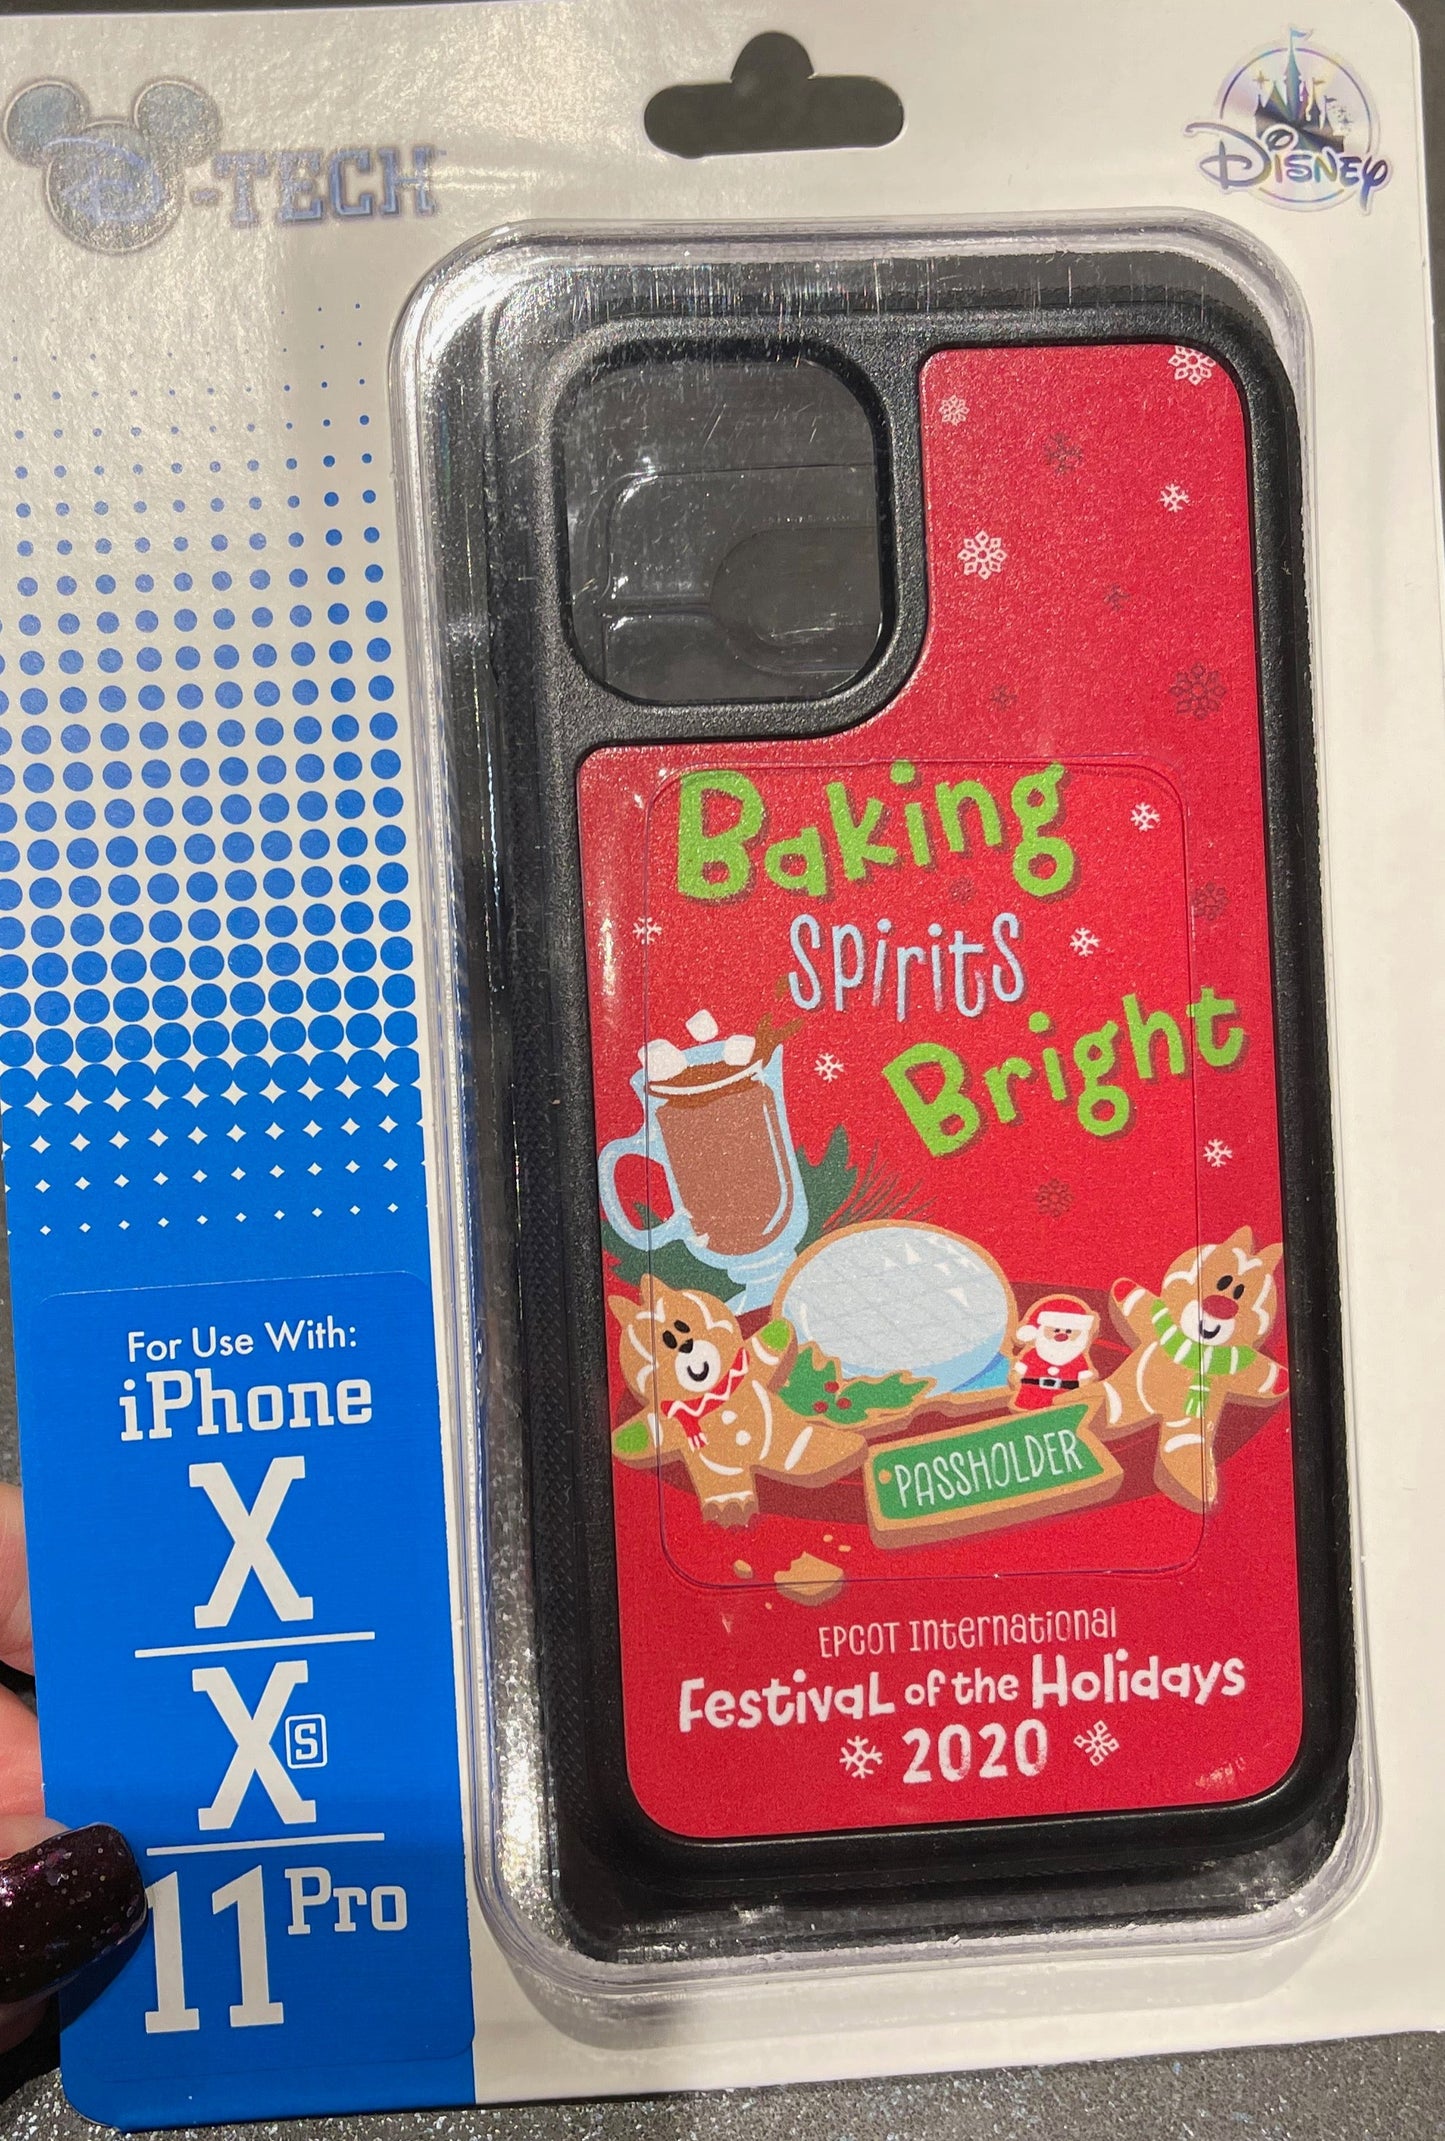 D-TECH
Disney
Baking
Spirits
Bright
PASSHOLDER
EPCOT International
Festival of the Holidays
2020
For Use With:
iPhone
X
Xs
11 Pro